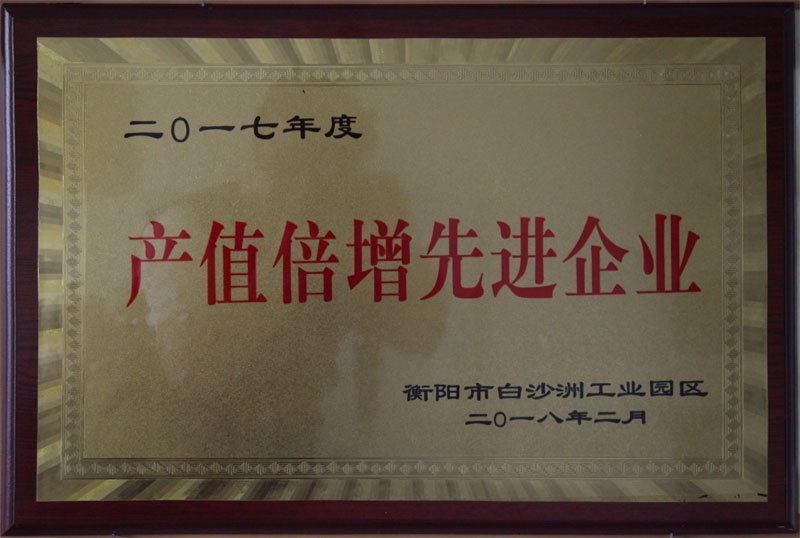 二〇一七年度
产值倍增先进企业
衡阳市白沙洲工业园区
二〇一八年二月